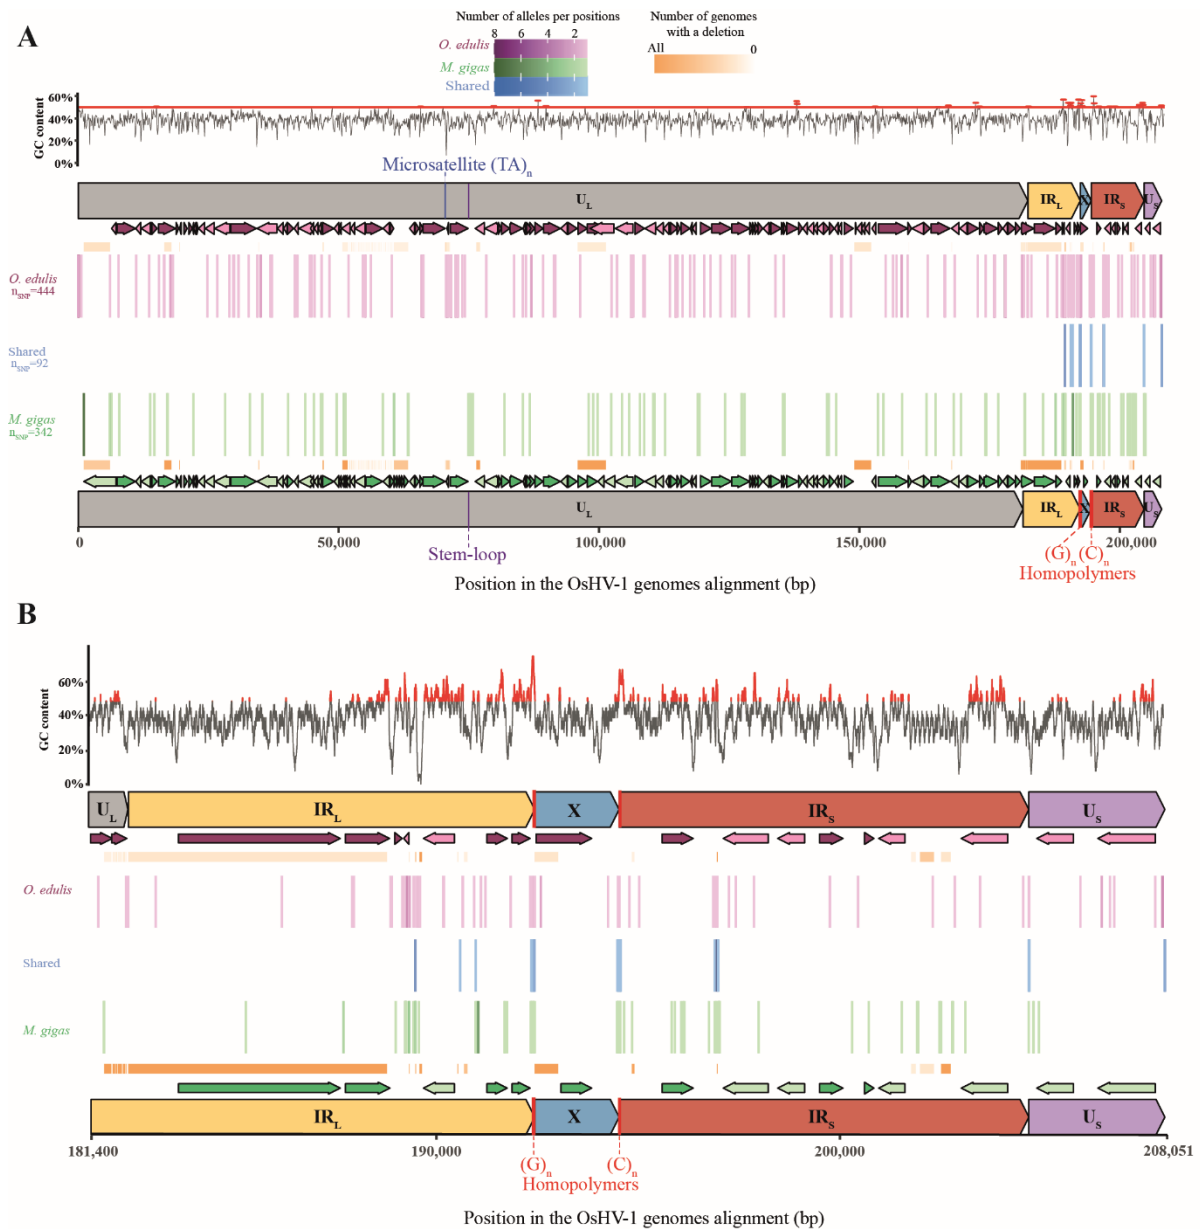 A
Number of alleles per positions
8 6 4 2
O. edulis
M. gigas
Shared
Number of genomes
with a deletion
All 0
GC content
60%
40%
20%
0%
Microsatellite (TA)n
UL IRL X IRS US
O. edulis
nSNP=444
Shared
nSNP=92
M. gigas
nSNP=342
UL IRL X IRS US
0 50,000 100,000 150,000 200,000
Stem-loop
(G)n (C)n
Homopolymers
Position in the OsHV-1 genomes alignment (bp)
B
GC content
60%
40%
20%
0%
UL IRL X IRS US
O. edulis
Shared
M. gigas
IRL X IRS US
181,400 190,000 200,000 208,051
(G)n (C)n
Homopolymers
Position in the OsHV-1 genomes alignment (bp)